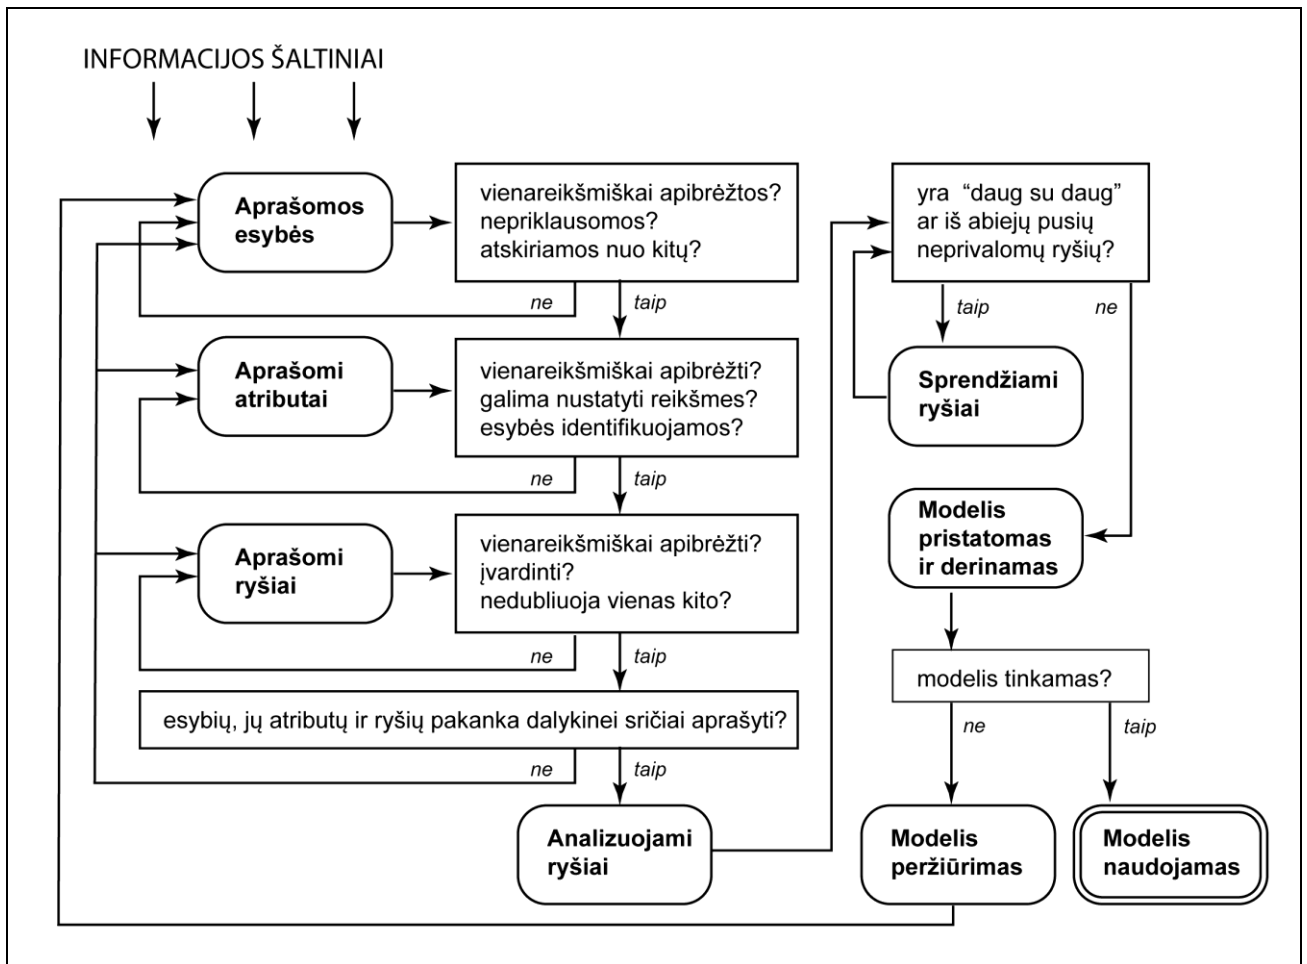 INFORMACIJOS ŠALTINIAI
Aprašomos
esybės
vienareikšmiškai apibrėžtos?
nepriklausomos?
atskiriamos nuo kitų?
ne
taip
Aprašomi
atributai
vienareikšmiškai apibrėžti?
galima nustatyti reikšmes?
esybės identifikuojamos?
ne
taip
Aprašomi
ryšiai
vienareikšmiškai apibrėžti?
įvardinti?
nedubliuoja vienas kito?
ne
taip
esybių, jų atributų ir ryšių pakanka dalykinei sričiai aprašyti?
ne
taip
Analizuojami
ryšiai
yra “daug su daug”
ar iš abiejų pusių
neprivalomų ryšių?
taip
ne
Sprendžiami
ryšiai
Modelis
pristatomas
ir derinamas
modelis tinkamas?
ne
taip
Modelis
peržiūrimas
Modelis
naudojamas